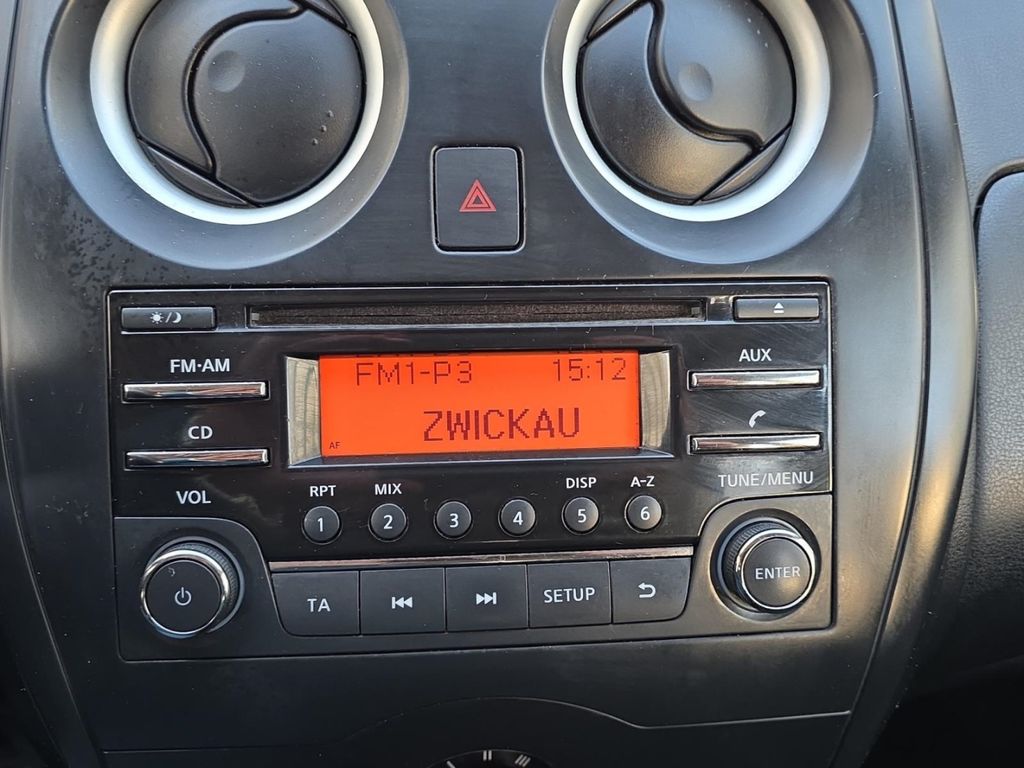 FM·AM
AUX
FM1-P3 15:12
CD
ZWICKAU
AF
VOL
RPT MIX DISP A-Z
TUNE/MENU
1 2 3 4 5 6
TA SETUP
ENTER